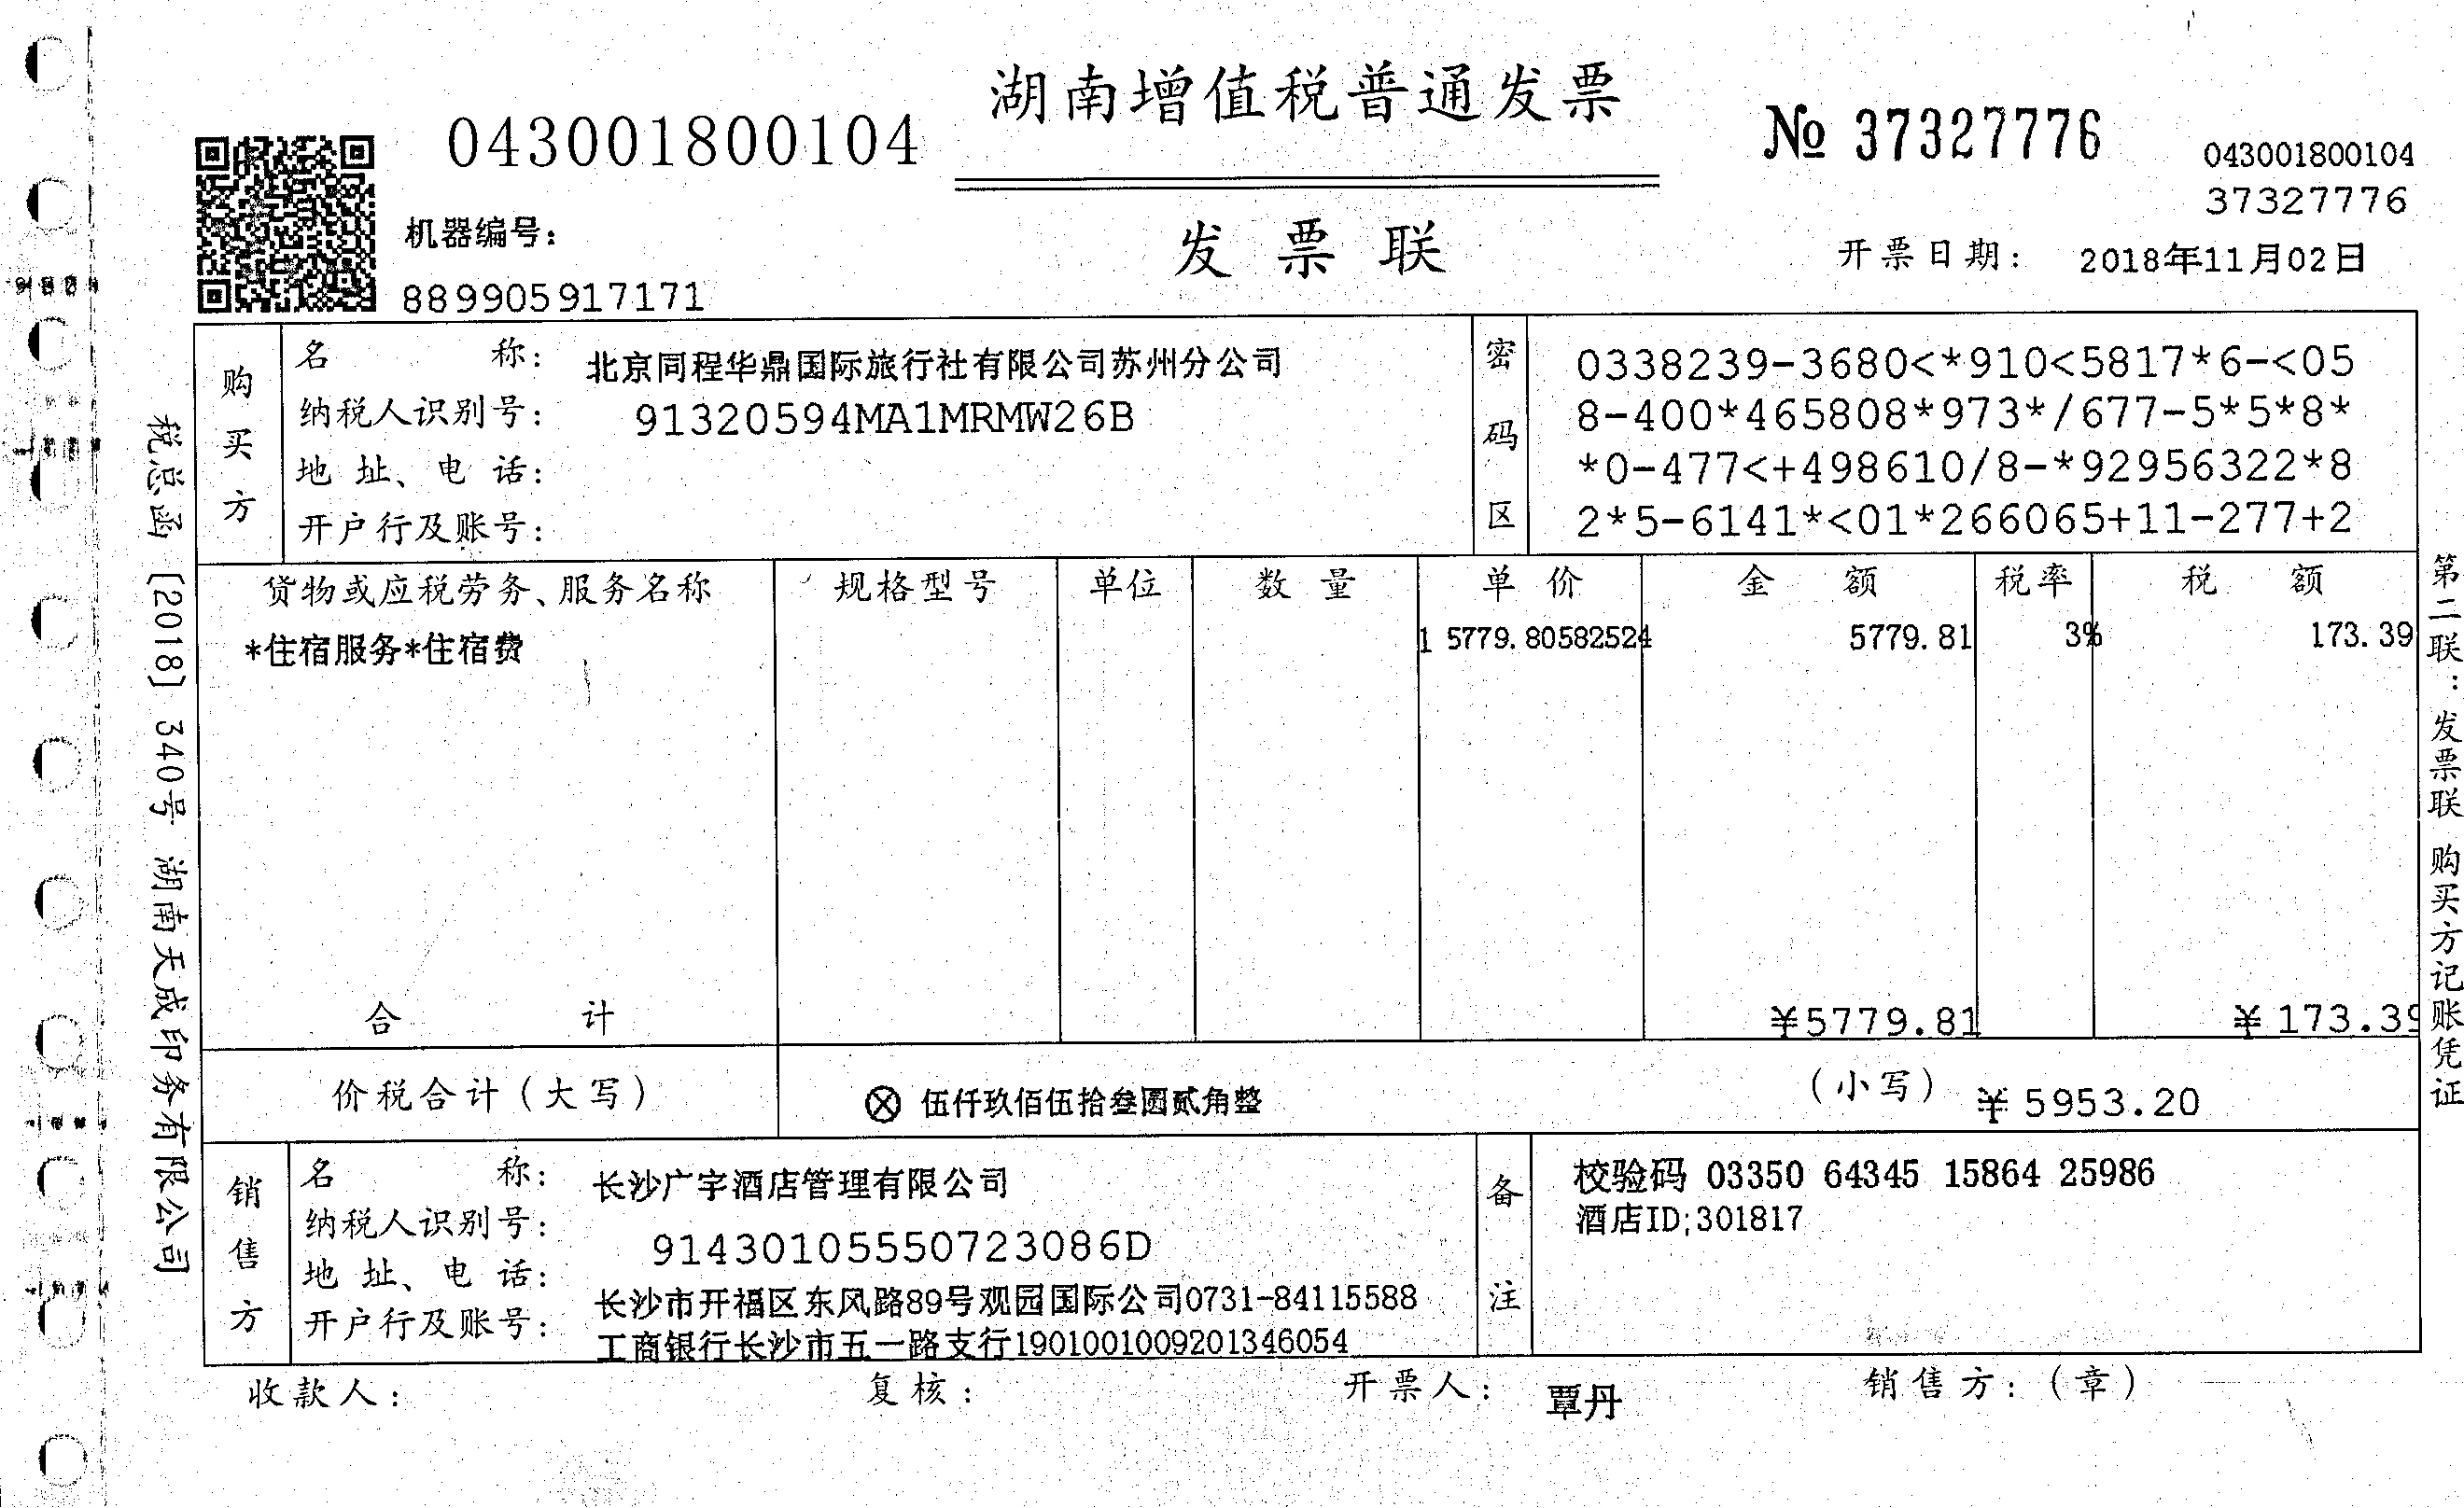 湖南增值税普通发票
043001800104
№ 37327776
043001800104
37327776
机器编号:
889905917171
发票联
开票日期: 2018年11月02日
购买方
名称: 北京同程华鼎国际旅行社有限公司苏州分公司
纳税人识别号: 91320594MA1MRMW26B
地址、电话:
开户行及账号:
密码区
0338239-3680<*910<5817*6-<05
8-400*465808*973*/677-5*5*8*
*0-477<+498610/8-*92956322*8
2*5-6141*<01*266065+11-277+2
货物或应税劳务、服务名称 规格型号 单位 数量 单价 金额 税率 税额
*住宿服务*住宿费 1 5779.80582524 5779.81 3% 173.39
合计 ¥5779.81 ¥173.39
价税合计(大写) ⊗ 伍仟玖佰伍拾叁圆贰角整 (小写) ¥5953.20
销售方
名称: 长沙广宇酒店管理有限公司
纳税人识别号: 91430105550723086D
地址、电话: 长沙市开福区东风路89号观园国际公司0731-84115588
开户行及账号: 工商银行长沙市五一路支行1901001009201346054
备注
校验码 03350 64345 15864 25986
酒店ID;301817
收款人: 复核: 开票人: 覃丹 销售方:(章)
税总函〔2018〕340号 湖南天成印务有限公司
第二联:发票联 购买方记账凭证